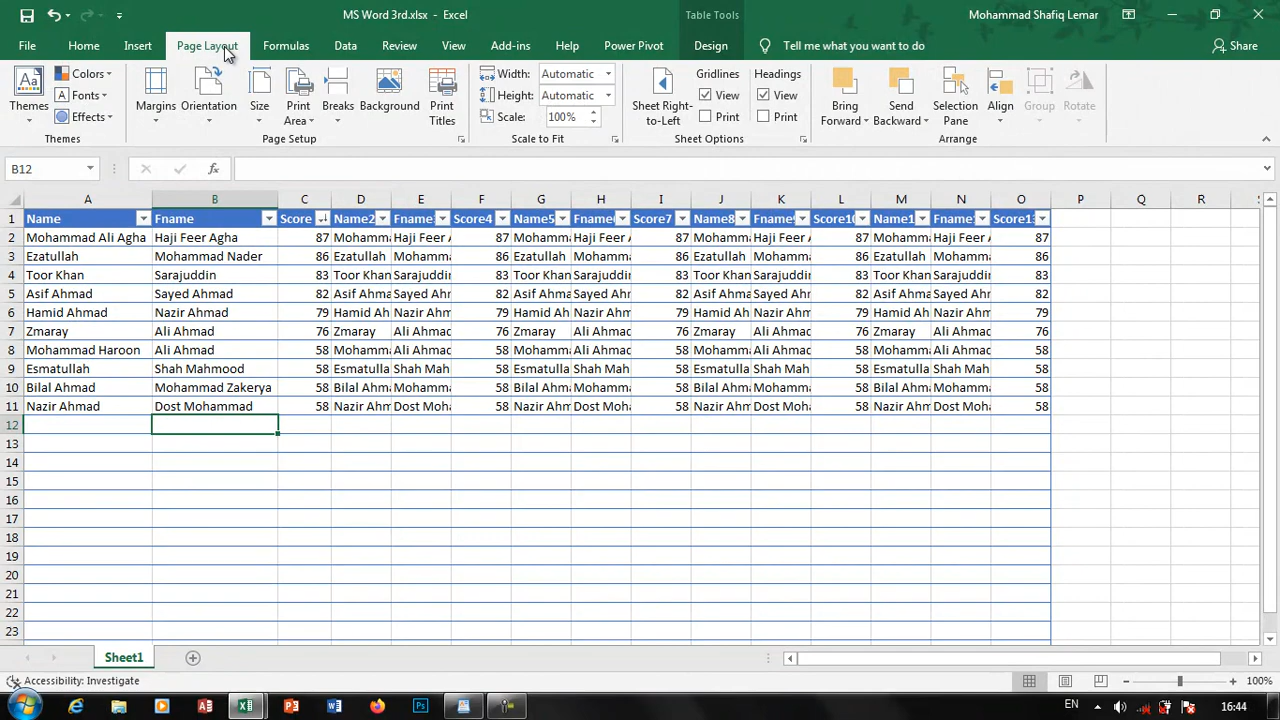 MS Word 3rd.xlsx - Excel
Table Tools
Mohammad Shafiq Lemar
File Home Insert Page Layout Formulas Data Review View Add-ins Help Power Pivot Design Tell me what you want to do Share
Themes
Colors
Fonts
Effects
Themes
Margins
Orientation
Size
Print Area
Breaks
Background
Print Titles
Page Setup
Width: Automatic
Height: Automatic
Scale: 100%
Scale to Fit
Sheet Right-to-Left
Gridlines
View
Print
Headings
View
Print
Sheet Options
Bring Forward
Send Backward
Selection Pane
Align
Group
Rotate
Arrange
B12
A B C D E F G H I J K L M N O P Q R
1 Name Fname Score Name2 Fname Score4 Name5 Fname Score7 Name8 Fname Score10 Name1 Fname Score1
2 Mohammad Ali Agha Haji Feer Agha 87 Mohamm Haji Feer A 87 Mohamm Haji Feer A 87 Mohamm Haji Feer A 87 Mohamm Haji Feer A 87
3 Ezatullah Mohammad Nader 86 Ezatullah Mohamm 86 Ezatullah Mohamm 86 Ezatullah Mohamm 86 Ezatullah Mohamm 86
4 Toor Khan Sarajuddin 83 Toor Khan Sarajuddin 83 Toor Khan Sarajuddin 83 Toor Khan Sarajuddin 83 Toor Khan Sarajuddin 83
5 Asif Ahmad Sayed Ahmad 82 Asif Ahma Sayed Ahm 82 Asif Ahma Sayed Ahm 82 Asif Ahma Sayed Ahm 82 Asif Ahma Sayed Ahm 82
6 Hamid Ahmad Nazir Ahmad 79 Hamid Ah Nazir Ahm 79 Hamid Ah Nazir Ahm 79 Hamid Ah Nazir Ahm 79 Hamid Ah Nazir Ahm 79
7 Zmaray Ali Ahmad 76 Zmaray Ali Ahmad 76 Zmaray Ali Ahmad 76 Zmaray Ali Ahmad 76 Zmaray Ali Ahmad 76
8 Mohammad Haroon Ali Ahmad 58 Mohamm Ali Ahmad 58 Mohamm Ali Ahmad 58 Mohamm Ali Ahmad 58 Mohamm Ali Ahmad 58
9 Esmatullah Shah Mahmood 58 Esmatulla Shah Mah 58 Esmatulla Shah Mah 58 Esmatulla Shah Mah 58 Esmatulla Shah Mah 58
10 Bilal Ahmad Mohammad Zakerya 58 Bilal Ahm Mohamm 58 Bilal Ahm Mohamm 58 Bilal Ahm Mohamm 58 Bilal Ahm Mohamm 58
11 Nazir Ahmad Dost Mohammad 58 Nazir Ahm Dost Moh 58 Nazir Ahm Dost Moh 58 Nazir Ahm Dost Moh 58 Nazir Ahm Dost Moh 58
12
13
14
15
16
17
18
19
20
21
22
23
Sheet1
Accessibility: Investigate
100%
EN 16:44